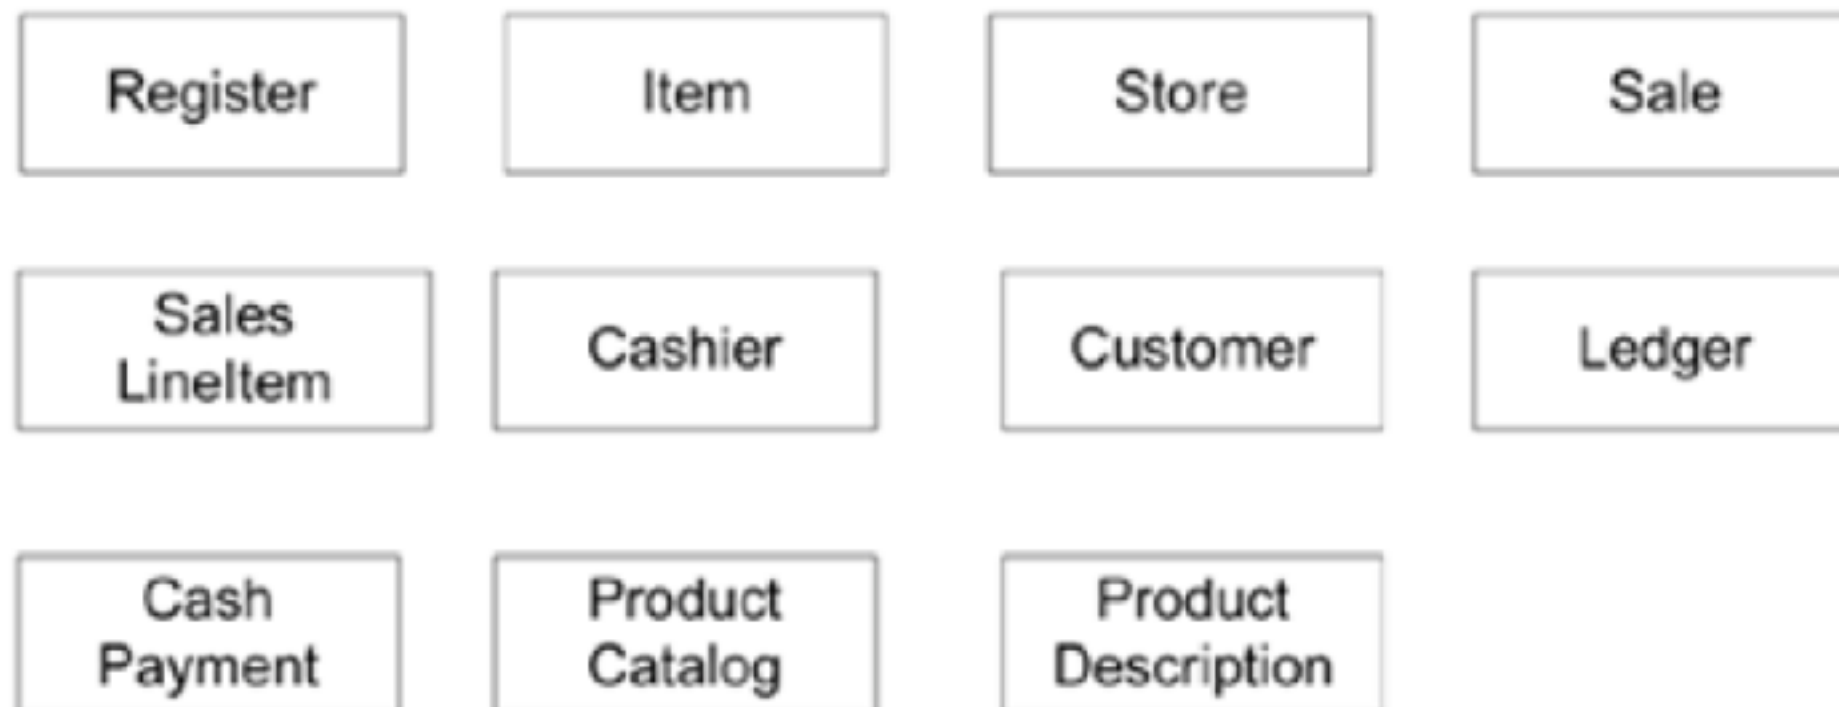 Register
Item
Store
Sale
Sales
LineItem
Cashier
Customer
Ledger
Cash
Payment
Product
Catalog
Product
Description